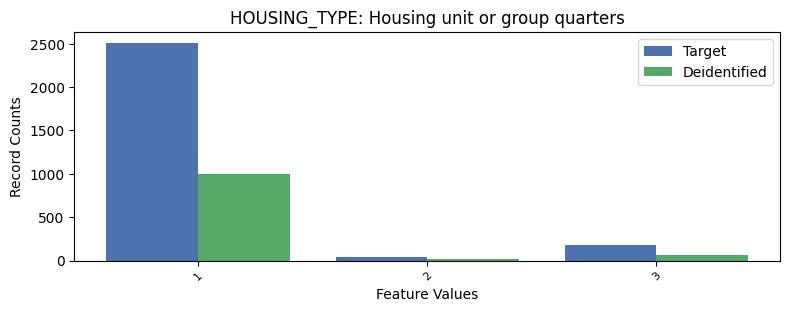 HOUSING_TYPE: Housing unit or group quarters
Target
Deidentified
Record Counts
2500
2000
1500
1000
500
0
1 2 3
Feature Values